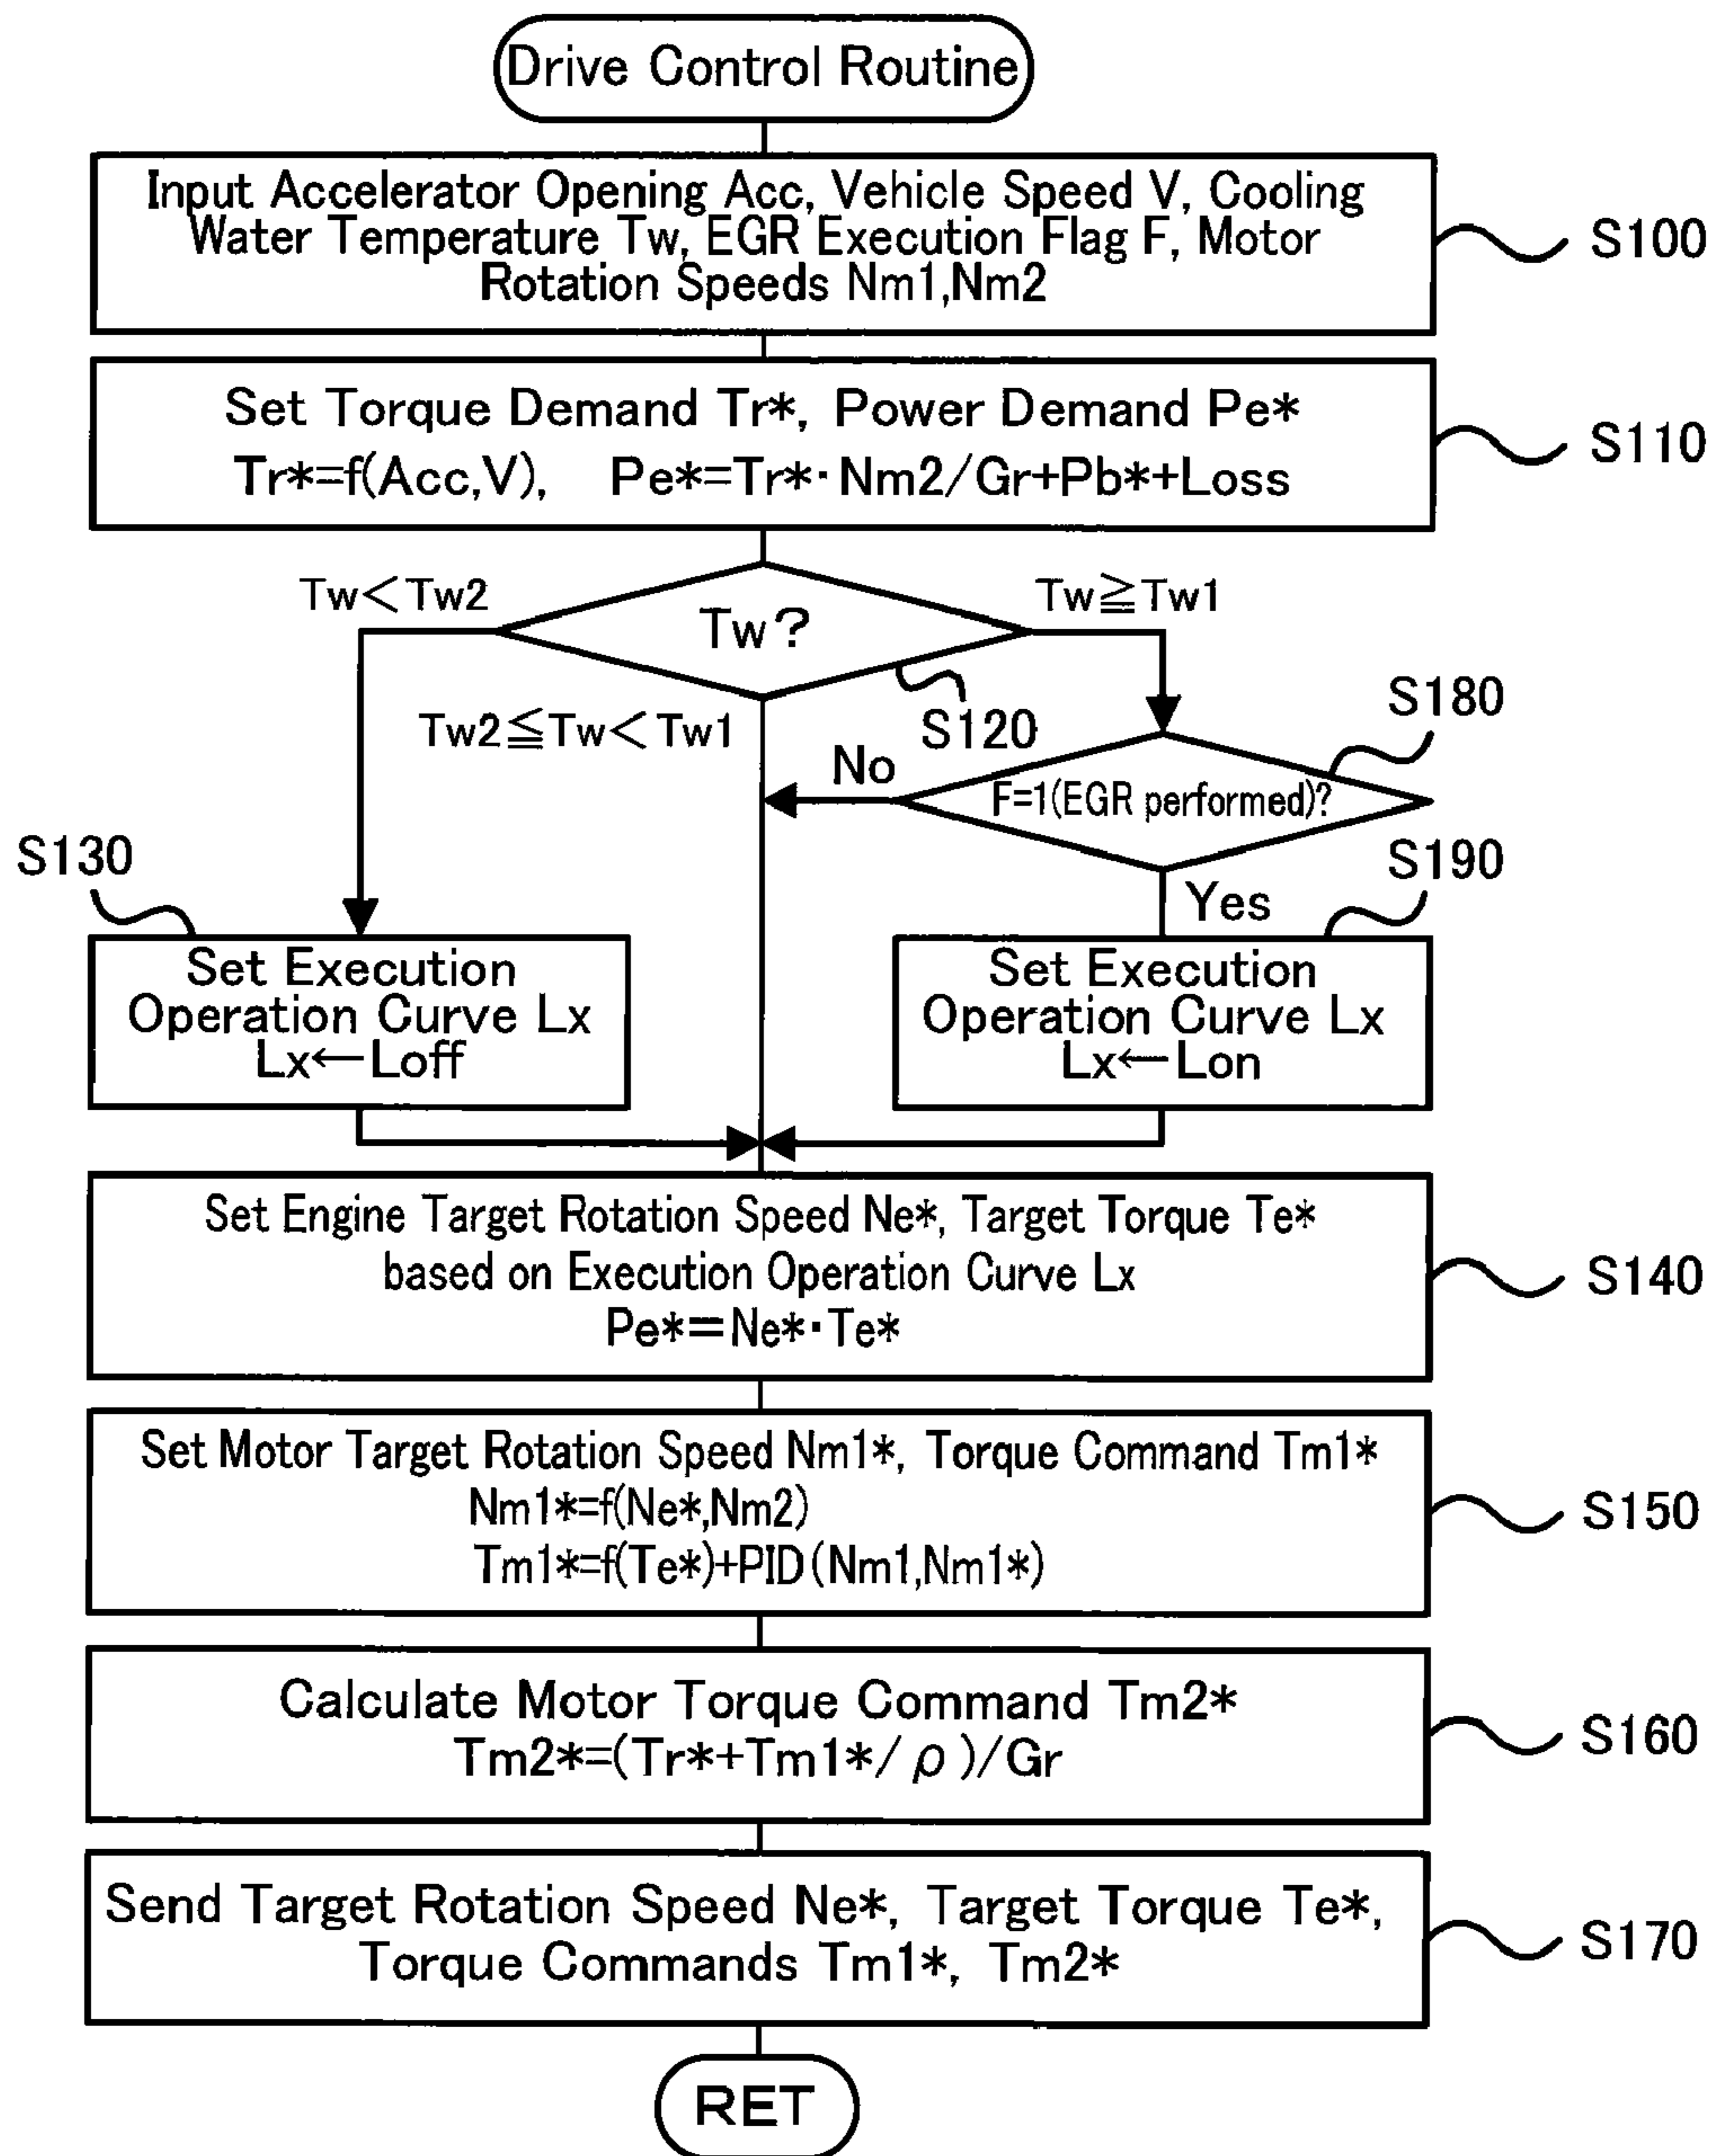 Drive Control Routine
Input Accelerator Opening Acc, Vehicle Speed V, Cooling
Water Temperature Tw, EGR Execution Flag F, Motor
Rotation Speeds Nm1,Nm2
S100
Set Torque Demand Tr*, Power Demand Pe*
Tr*=f(Acc,V), Pe*=Tr*·Nm2/Gr+Pb*+Loss
S110
Tw<Tw2
Tw?
Tw≧Tw1
S120
Tw2≦Tw<Tw1
S180
No
F=1(EGR performed)?
S130
S190
Yes
Set Execution
Operation Curve Lx
Lx←Loff
Set Execution
Operation Curve Lx
Lx←Lon
Set Engine Target Rotation Speed Ne*, Target Torque Te*
based on Execution Operation Curve Lx
Pe*=Ne*·Te*
S140
Set Motor Target Rotation Speed Nm1*, Torque Command Tm1*
Nm1*=f(Ne*,Nm2)
Tm1*=f(Te*)+PID(Nm1,Nm1*)
S150
Calculate Motor Torque Command Tm2*
Tm2*=(Tr*+Tm1*/ρ)/Gr
S160
Send Target Rotation Speed Ne*, Target Torque Te*,
Torque Commands Tm1*, Tm2*
S170
RET